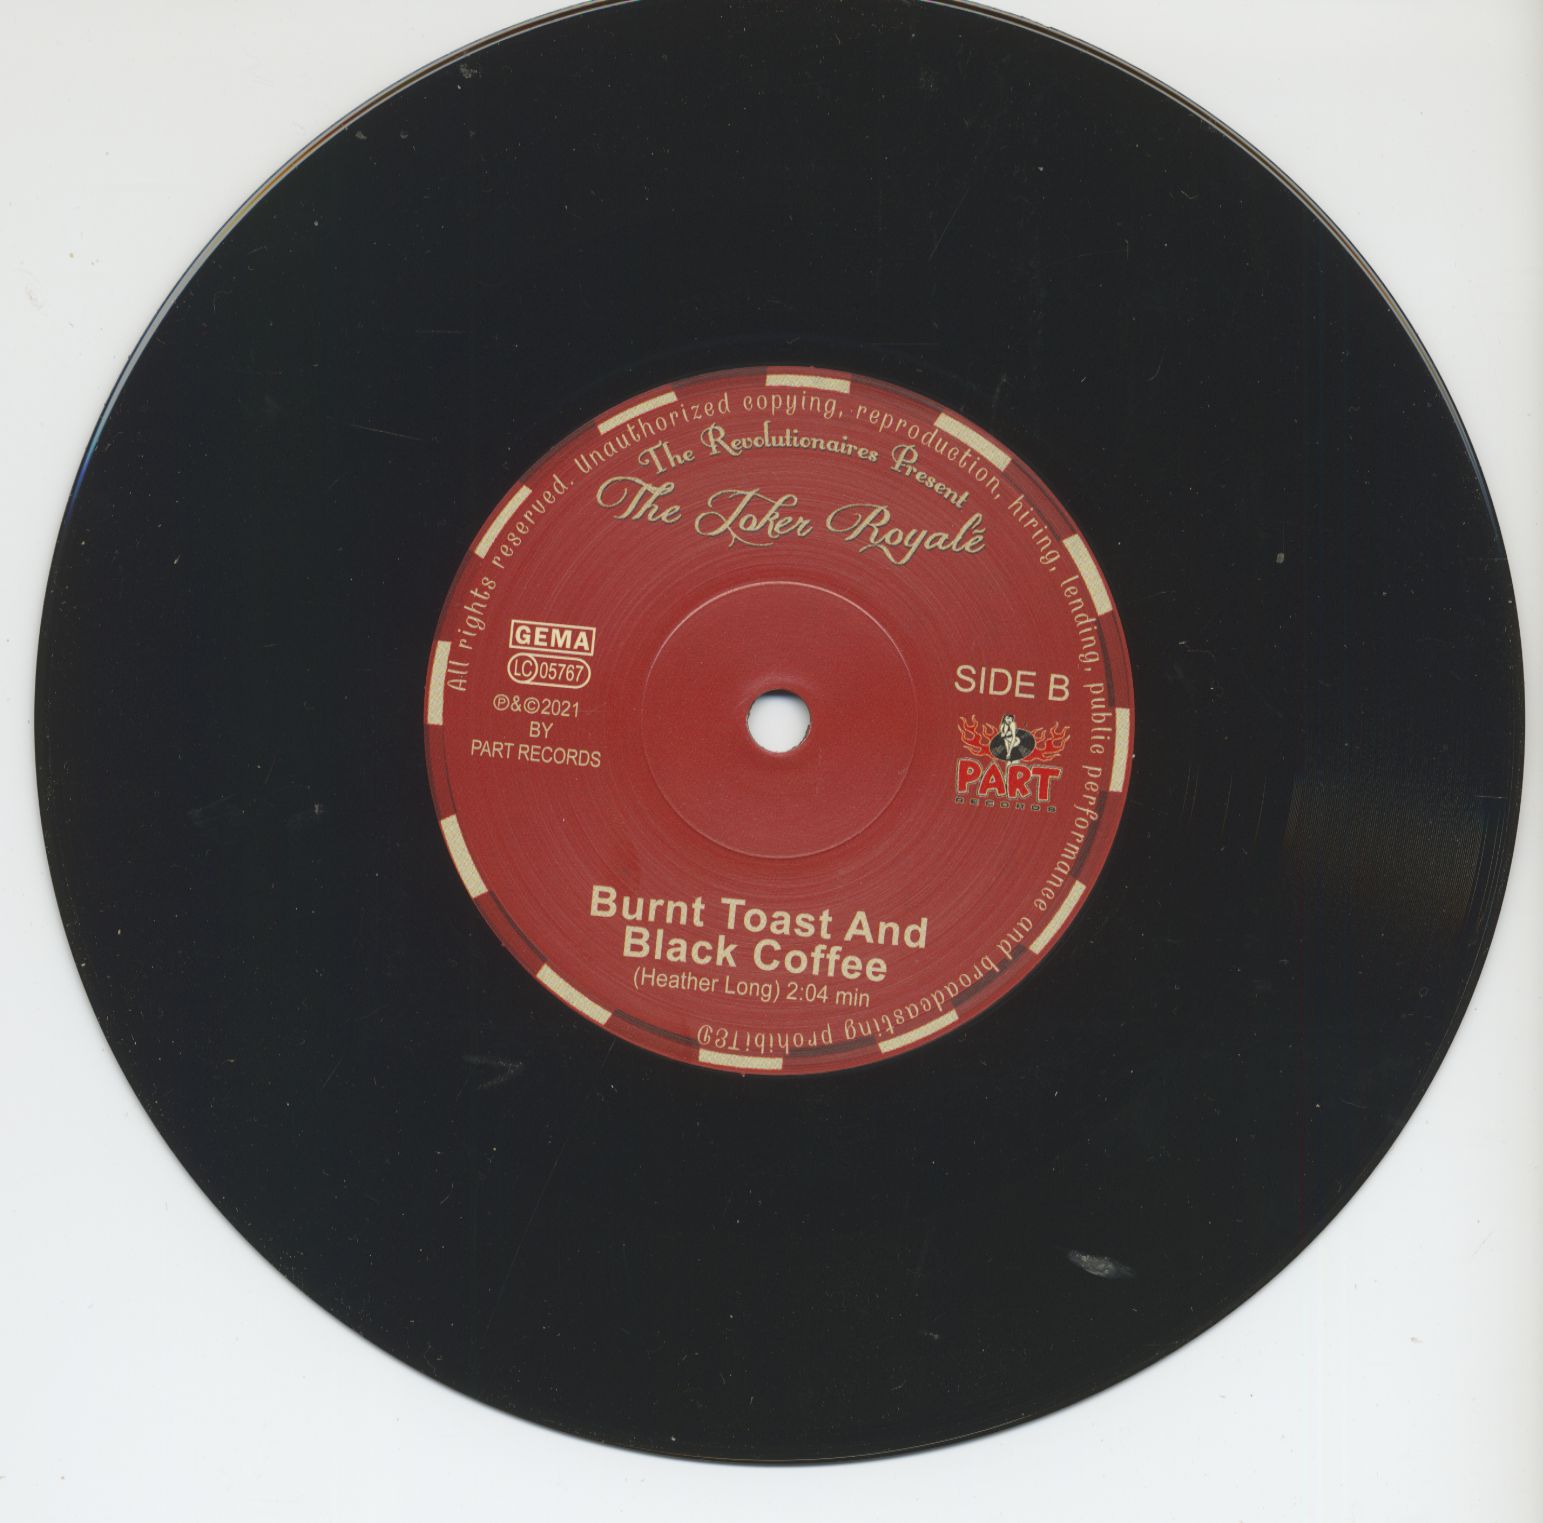 All rights reserved. Unauthorized copying, reproduction, hiring, lending, public performance and broadcasting prohibiTED
The Revolutionaires Present
The Joker Royalé
GEMA
LC 05767
℗&©2021
BY
PART RECORDS
SIDE B
PART
RECORDS
Burnt Toast And
Black Coffee
(Heather Long) 2:04 min